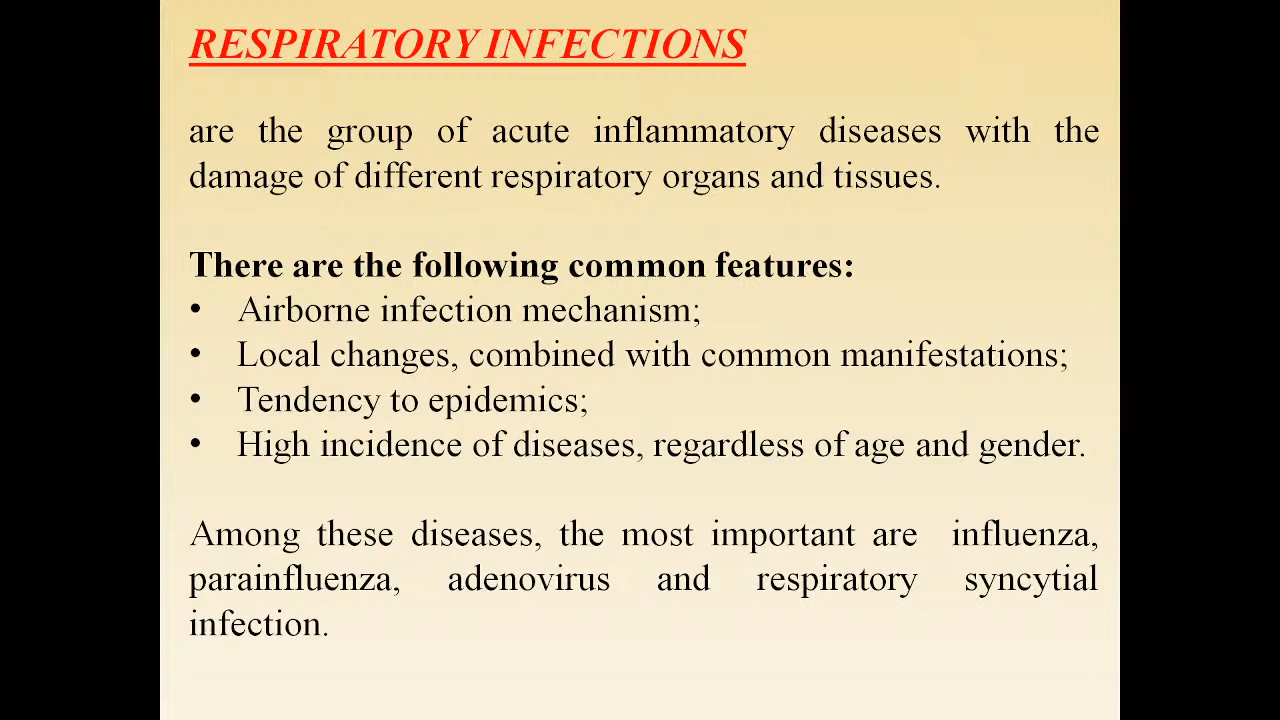 RESPIRATORY INFECTIONS
are the group of acute inflammatory diseases with the
damage of different respiratory organs and tissues.
There are the following common features:
• Airborne infection mechanism;
• Local changes, combined with common manifestations;
• Tendency to epidemics;
• High incidence of diseases, regardless of age and gender.
Among these diseases, the most important are influenza,
parainfluenza, adenovirus and respiratory syncytial
infection.